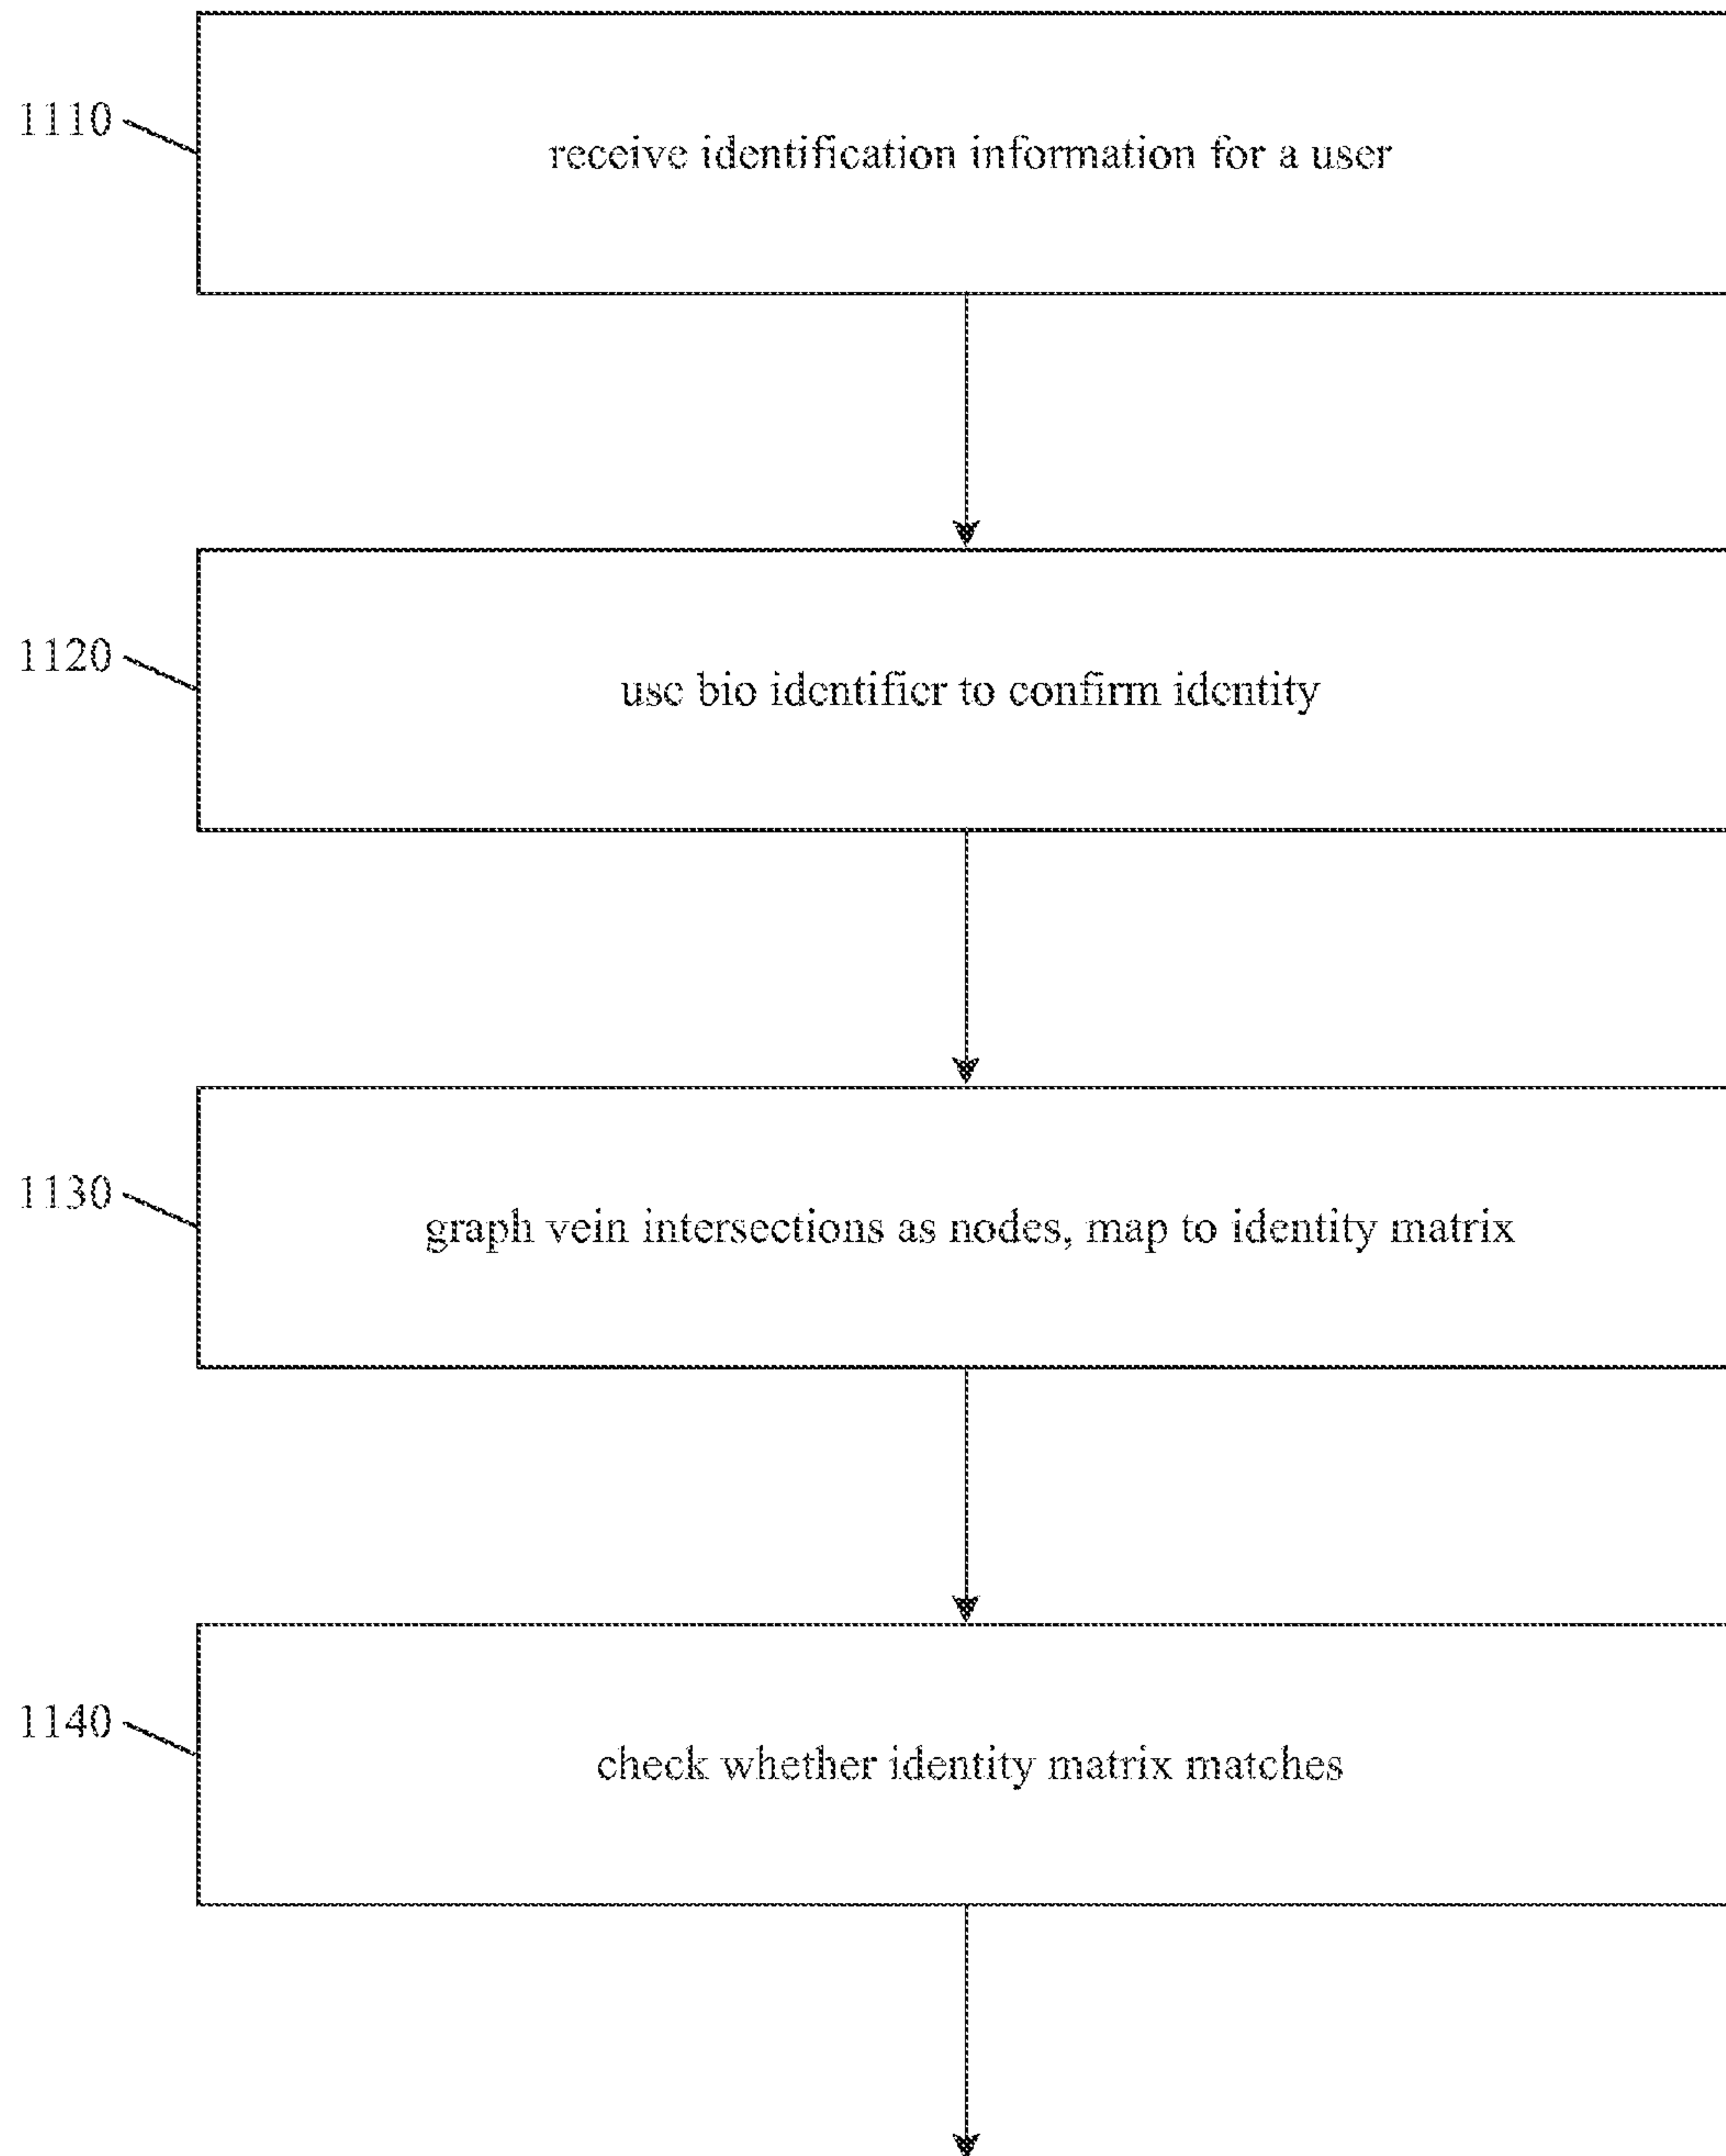 1110
receive identification information for a user
1120
use bio identifier to confirm identity
1130
graph vein intersections as nodes, map to identity matrix
1140
check whether identity matrix matches